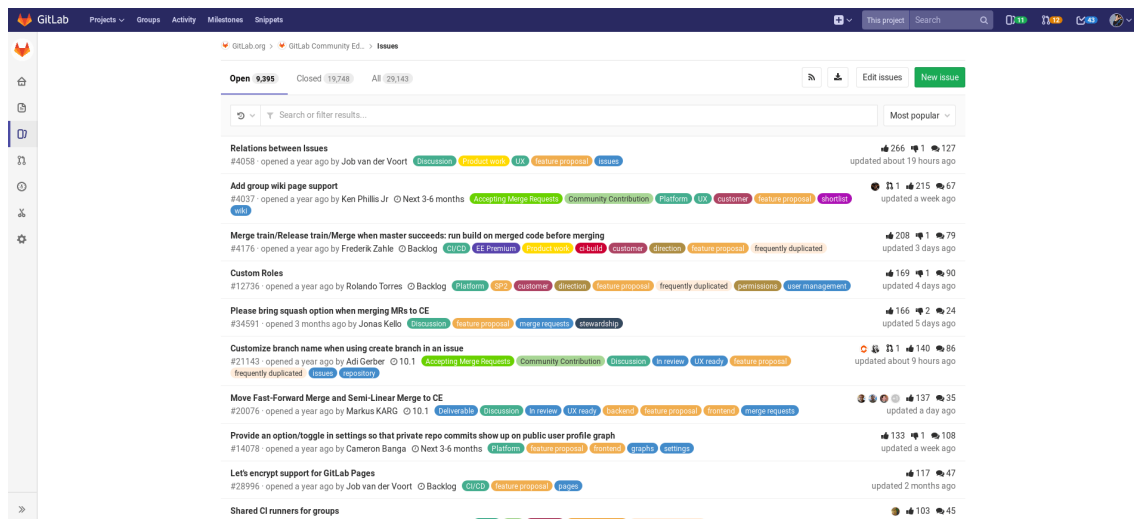 GitLab Projects Groups Activity Milestones Snippets This project Search 11 12 43
GitLab.org > GitLab Community Ed... > Issues
Open 9,395 Closed 19,748 All 29,143 Edit issues New issue
Search or filter results... Most popular
Relations between Issues 266 1 127
#4058 · opened a year ago by Job van der Voort Discussion Product work UX feature proposal issues updated about 19 hours ago
Add group wiki page support 1 215 67
#4037 · opened a year ago by Ken Phillis Jr Next 3-6 months Accepting Merge Requests Community Contribution Platform UX customer feature proposal shortlist updated a week ago
wiki
Merge train/Release train/Merge when master succeeds: run build on merged code before merging 208 1 79
#4176 · opened a year ago by Frederik Zahle Backlog CI/CD EE Premium Product work ci-build customer direction feature proposal frequently duplicated updated 3 days ago
Custom Roles 169 1 90
#12736 · opened a year ago by Rolando Torres Backlog Platform SP2 customer direction feature proposal frequently duplicated permissions user management updated 4 days ago
Please bring squash option when merging MRs to CE 166 2 24
#34591 · opened 3 months ago by Jonas Kello Discussion feature proposal merge requests stewardship updated 5 days ago
Customize branch name when using create branch in an issue 1 140 86
#21143 · opened a year ago by Adi Gerber 10.1 Accepting Merge Requests Community Contribution Discussion In review UX ready feature proposal updated about 9 hours ago
frequently duplicated issues repository
Move Fast-Forward Merge and Semi-Linear Merge to CE 137 35
#20076 · opened a year ago by Markus KARG 10.1 Deliverable Discussion In review UX ready backend feature proposal frontend merge requests updated a day ago
Provide an option/toggle in settings so that private repo commits show up on public user profile graph 133 1 108
#14078 · opened a year ago by Cameron Banga Next 3-6 months Platform feature proposal frontend graphs settings updated a week ago
Let's encrypt support for GitLab Pages 117 47
#28996 · opened a year ago by Job van der Voort Backlog CI/CD feature proposal pages updated 2 months ago
Shared CI runners for groups 103 45